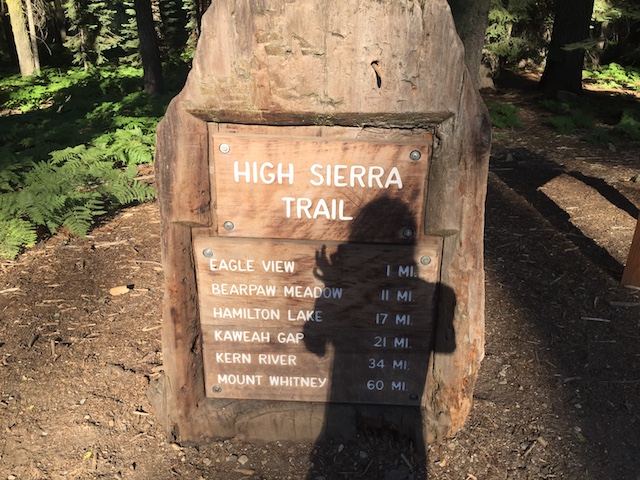 HIGH SIERRA
TRAIL
EAGLE VIEW 1 MI.
BEARPAW MEADOW 11 MI.
HAMILTON LAKE 17 MI.
KAWEAH GAP 21 MI.
KERN RIVER 34 MI.
MOUNT WHITNEY 60 MI.